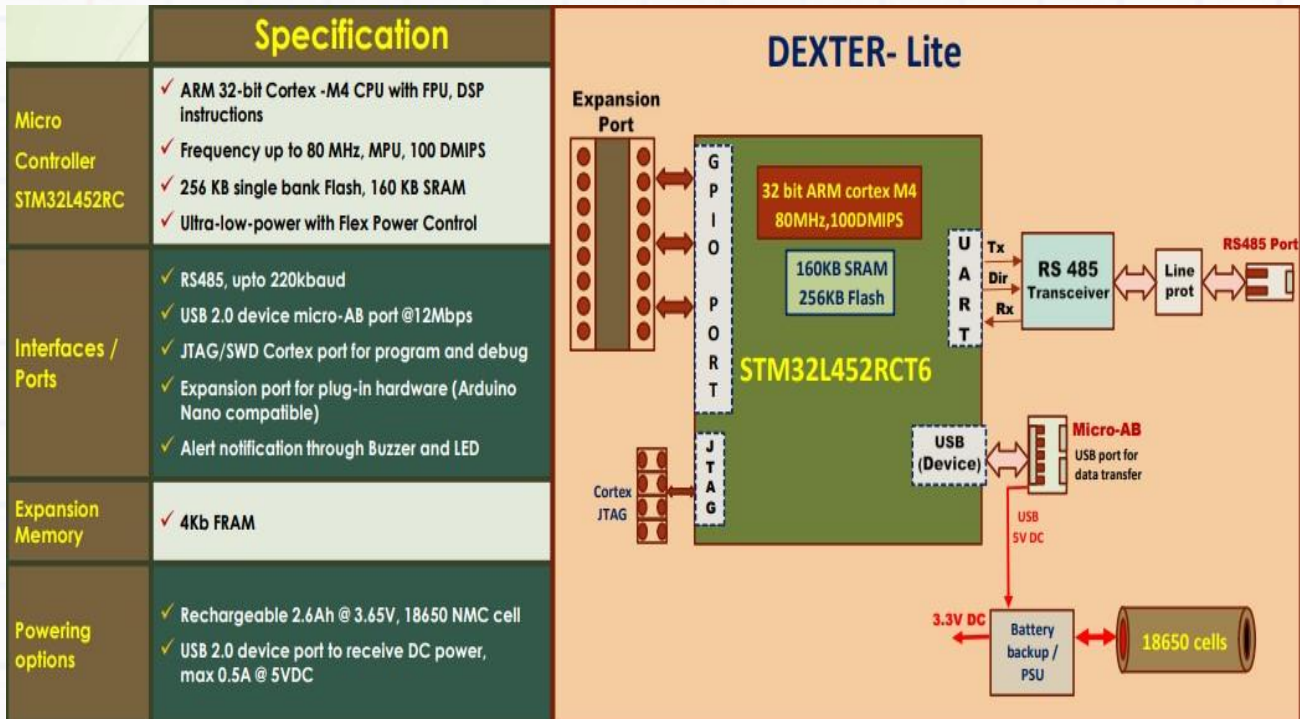 Specification
Micro
Controller
STM32L452RC
ARM 32-bit Cortex -M4 CPU with FPU, DSP
instructions
Frequency up to 80 MHz, MPU, 100 DMIPS
256 KB single bank Flash, 160 KB SRAM
Ultra-low-power with Flex Power Control
Interfaces /
Ports
RS485, upto 220kbaud
USB 2.0 device micro-AB port @12Mbps
JTAG/SWD Cortex port for program and debug
Expansion port for plug-in hardware (Arduino
Nano compatible)
Alert notification through Buzzer and LED
Expansion
Memory
4Kb FRAM
Powering
options
Rechargeable 2.6Ah @ 3.65V, 18650 NMC cell
USB 2.0 device port to receive DC power,
max 0.5A @ 5VDC
DEXTER- Lite
Expansion
Port
GPIO PORT
32 bit ARM cortex M4
80MHz,100DMIPS
160KB SRAM
256KB Flash
STM32L452RCT6
UART
Tx
Dir
Rx
RS 485
Transceiver
Line
prot
RS485 Port
JTAG
Cortex
JTAG
USB
(Device)
Micro-AB
USB port for
data transfer
USB
5V DC
3.3V DC
Battery
backup /
PSU
18650 cells